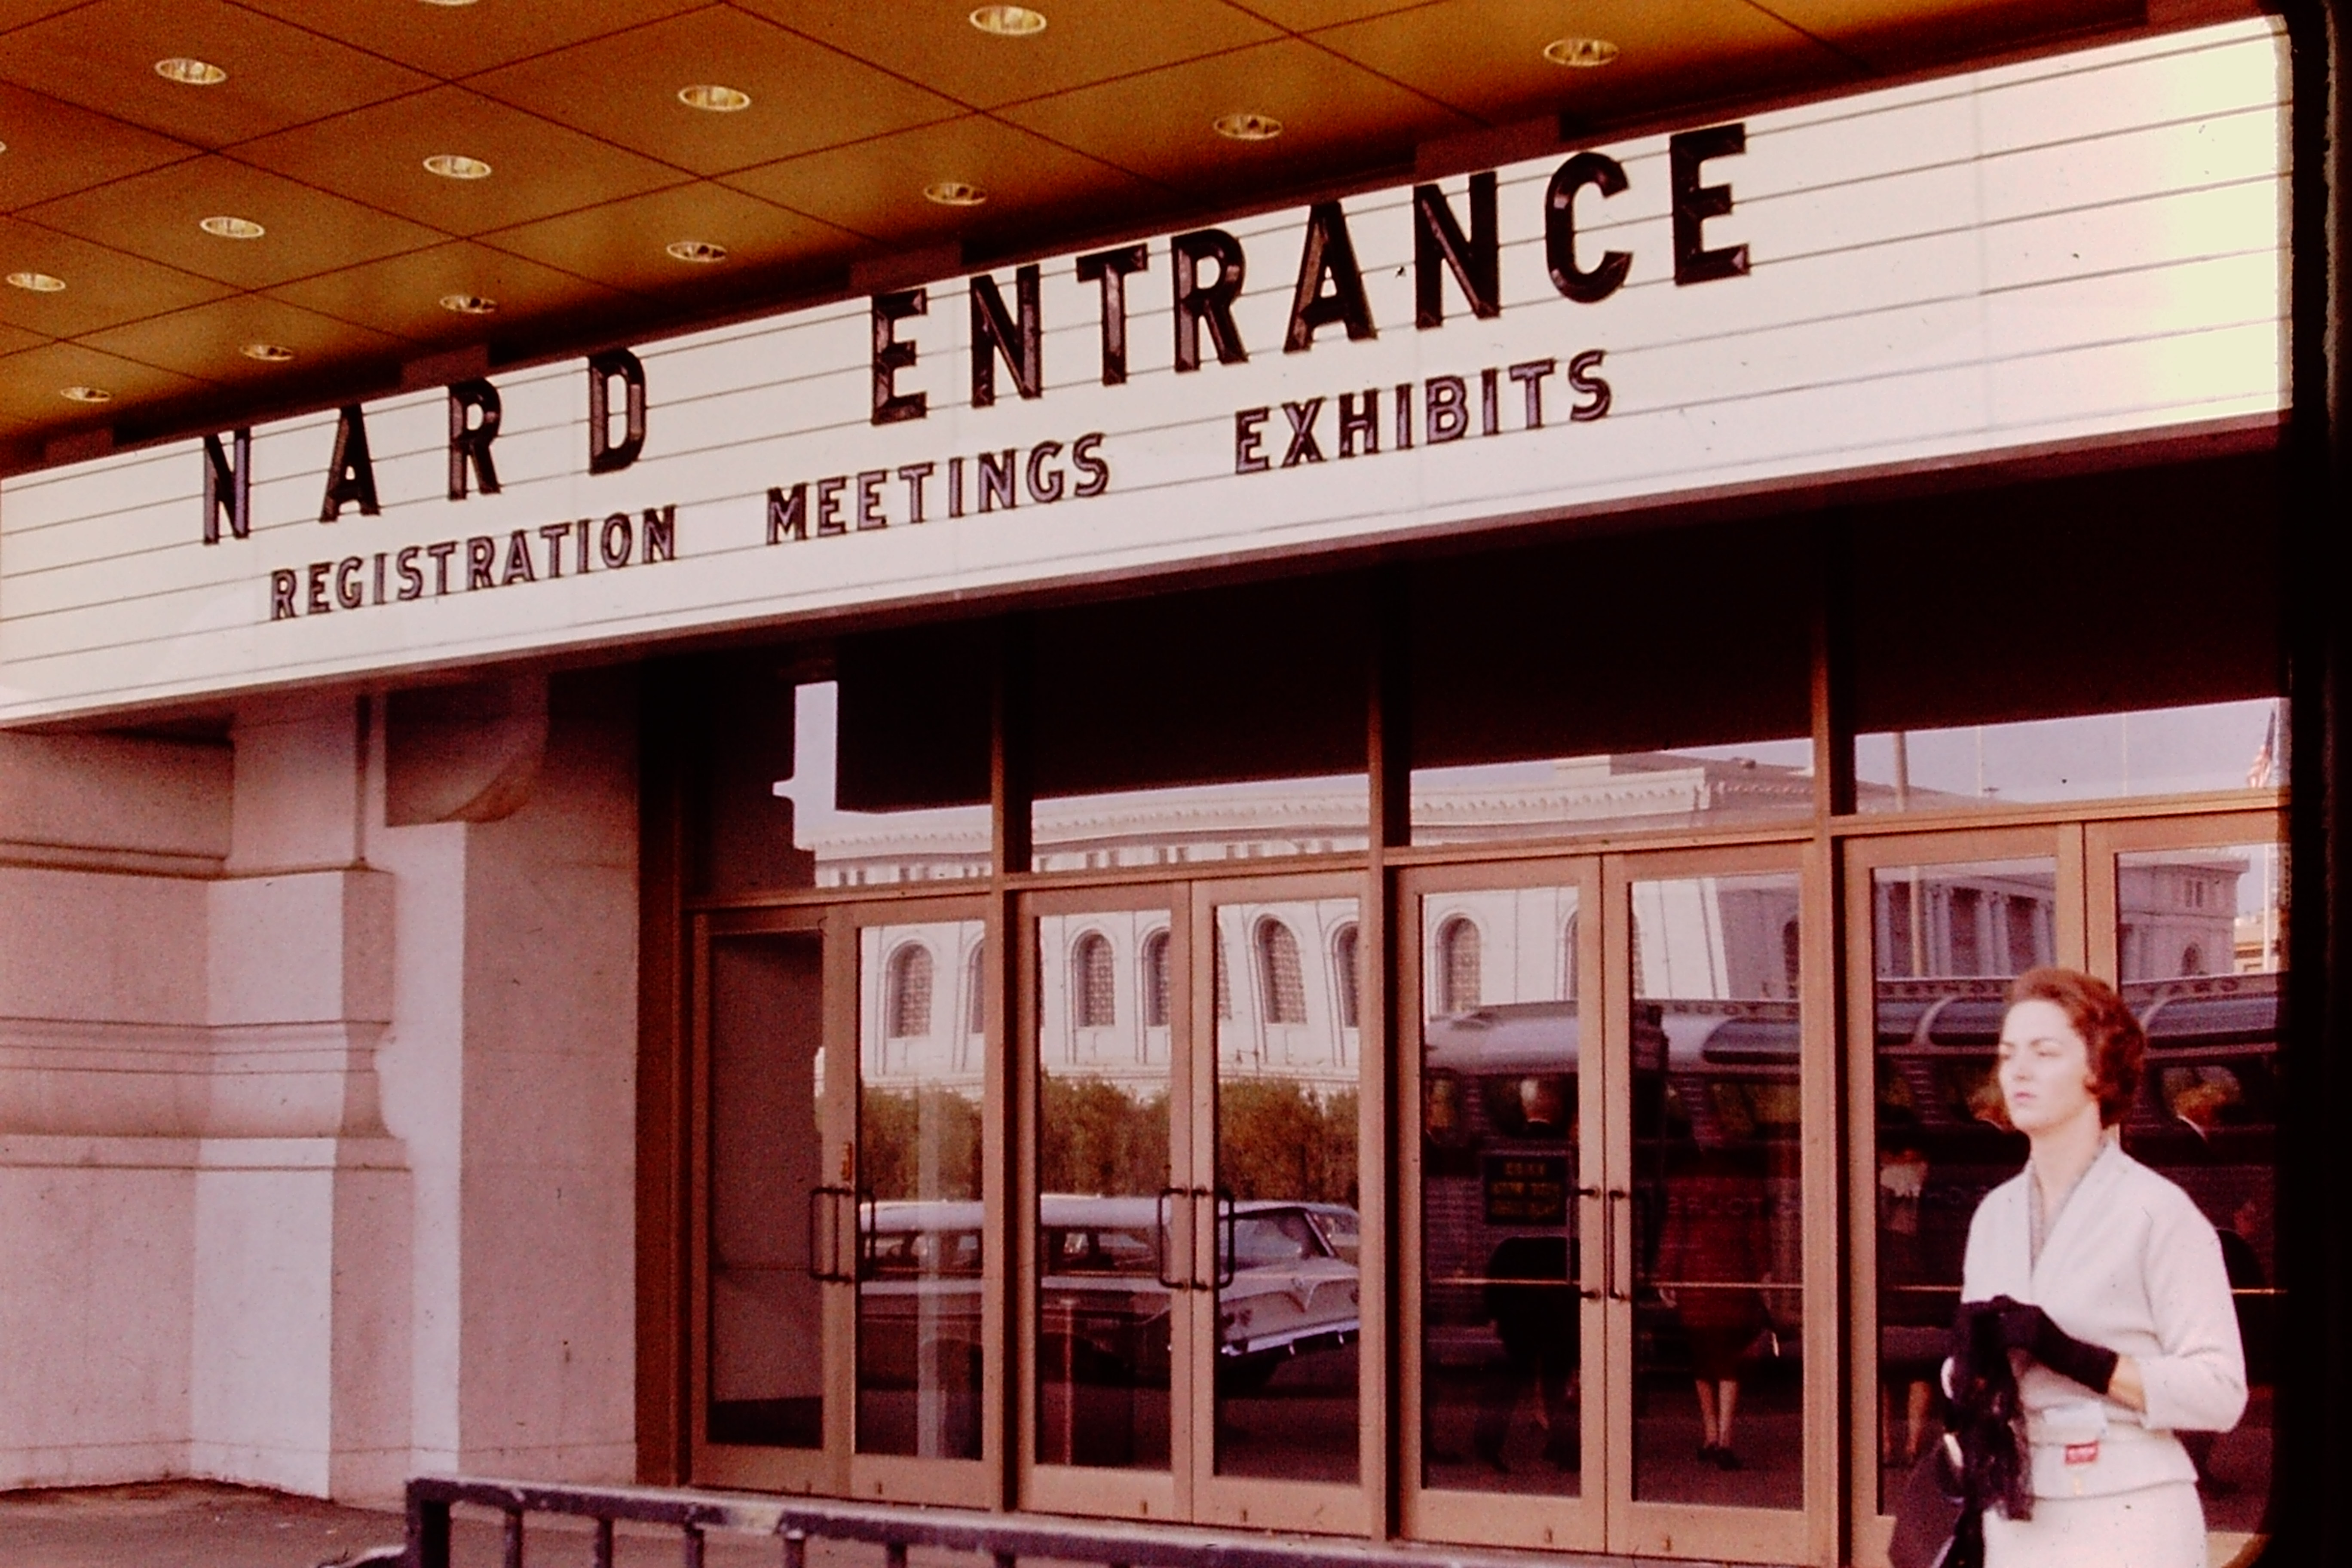 NARD ENTRANCE
REGISTRATION MEETINGS EXHIBITS